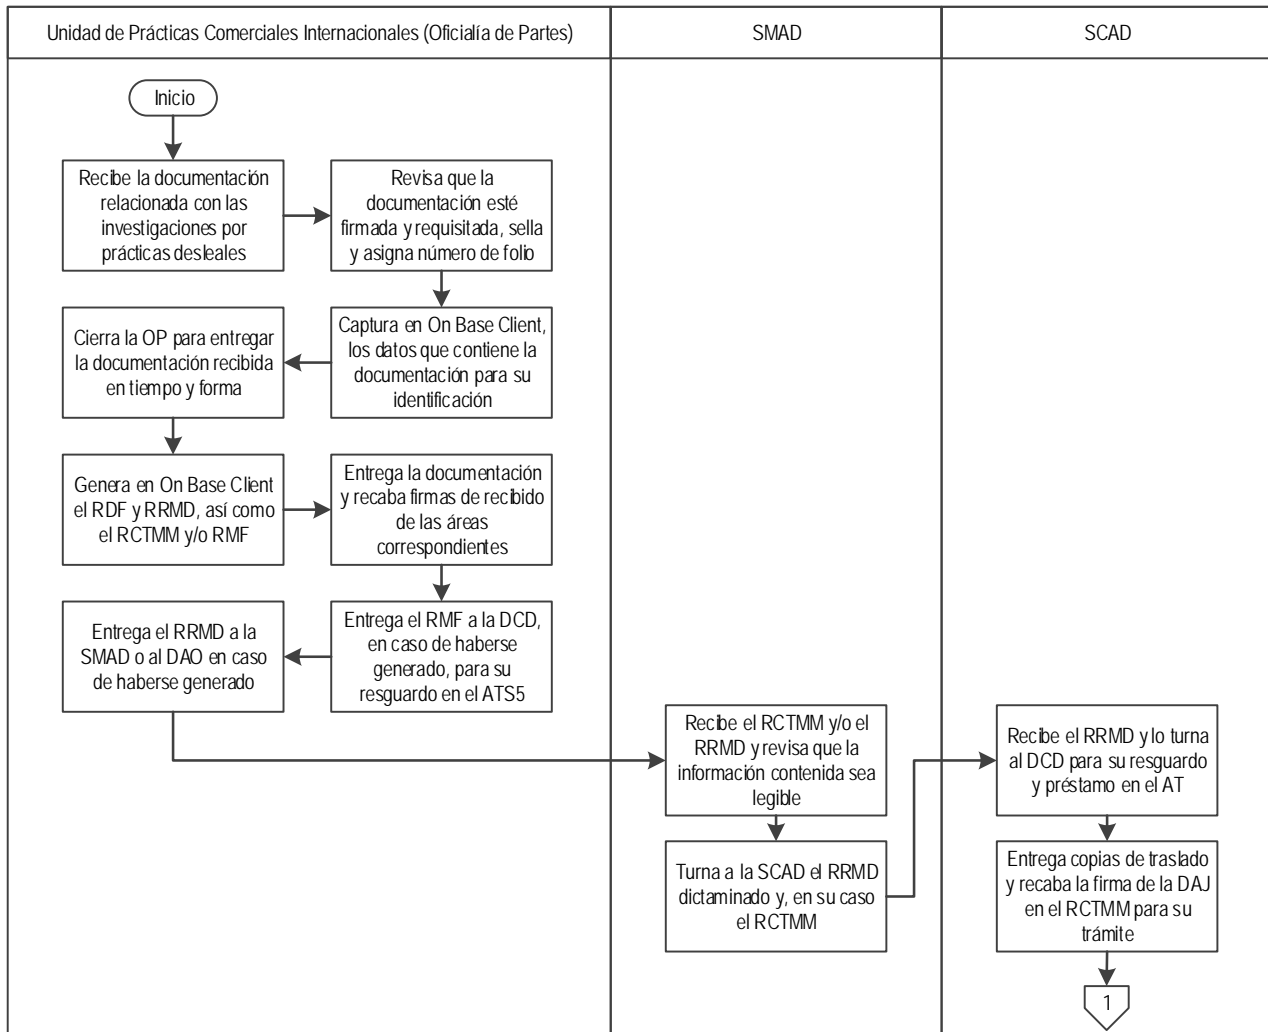 Unidad de Prácticas Comerciales Internacionales (Oficialía de Partes)
SMAD
SCAD
Inicio
Recibe la documentación
relacionada con las
investigaciones por
prácticas desleales
Revisa que la
documentación esté
firmada y requisitada, sella
y asigna número de folio
Captura en On Base Client,
los datos que contiene la
documentación para su
identificación
Cierra la OP para entregar
la documentación recibida
en tiempo y forma
Genera en On Base Client
el RDF y RRMD, así como
el RCTMM y/o RMF
Entrega la documentación
y recaba firmas de recibido
de las áreas
correspondientes
Entrega el RMF a la DCD,
en caso de haberse
generado, para su
resguardo en el ATS5
Entrega el RRMD a la
SMAD o al DAO en caso
de haberse generado
Recibe el RCTMM y/o el
RRMD y revisa que la
información contenida sea
legible
Turna a la SCAD el RRMD
dictaminado y, en su caso
el RCTMM
Recibe el RRMD y lo turna
al DCD para su resguardo
y préstamo en el AT
Entrega copias de traslado
y recaba la firma de la DAJ
en el RCTMM para su
trámite
1